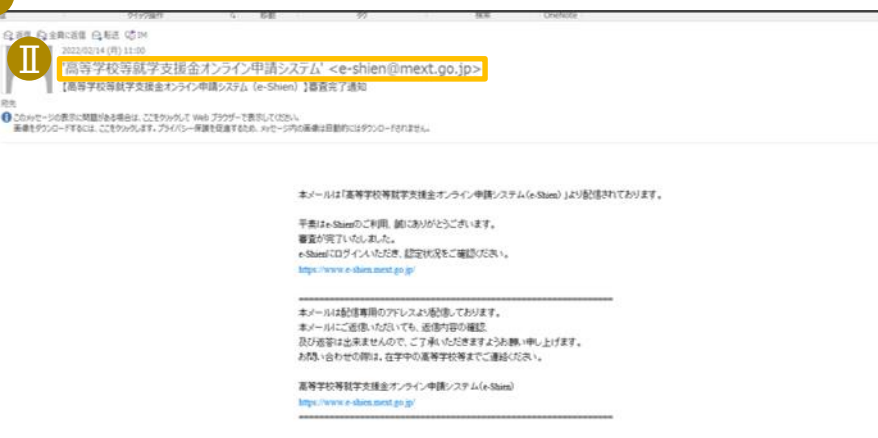 クイック操作 移動 タグ 検索 OneNote
返信 全員に返信 転送 IM
Ⅱ
2022/02/14 (月) 11:00
'高等学校等就学支援金オンライン申請システム' <e-shien@mext.go.jp>
【高等学校等就学支援金オンライン申請システム（e-Shien）】審査完了通知
宛先
このメッセージの表示に問題がある場合は、ここをクリックして Web ブラウザーで表示してください。
画像をダウンロードするには、ここをクリックします。プライバシー保護を促進するため、メッセージ内の画像は自動的にはダウンロードされません。
本メールは「高等学校等就学支援金オンライン申請システム(e-Shien)」より配信されております。
平素はe-Shienのご利用、誠にありがとうございます。
審査が完了いたしました。
e-Shienにログインいただき、認定状況をご確認ください。
https://www.e-shien.mext.go.jp/
本メールは配信専用のアドレスより配信しております。
本メールにご返信いただいても、返信内容の確認
及び返答は出来ませんので、ご了承いただきますようお願い申し上げます。
お問い合わせの際は、在学中の高等学校等までご連絡ください。
高等学校等就学支援金オンライン申請システム(e-Shien)
https://www.e-shien.mext.go.jp/